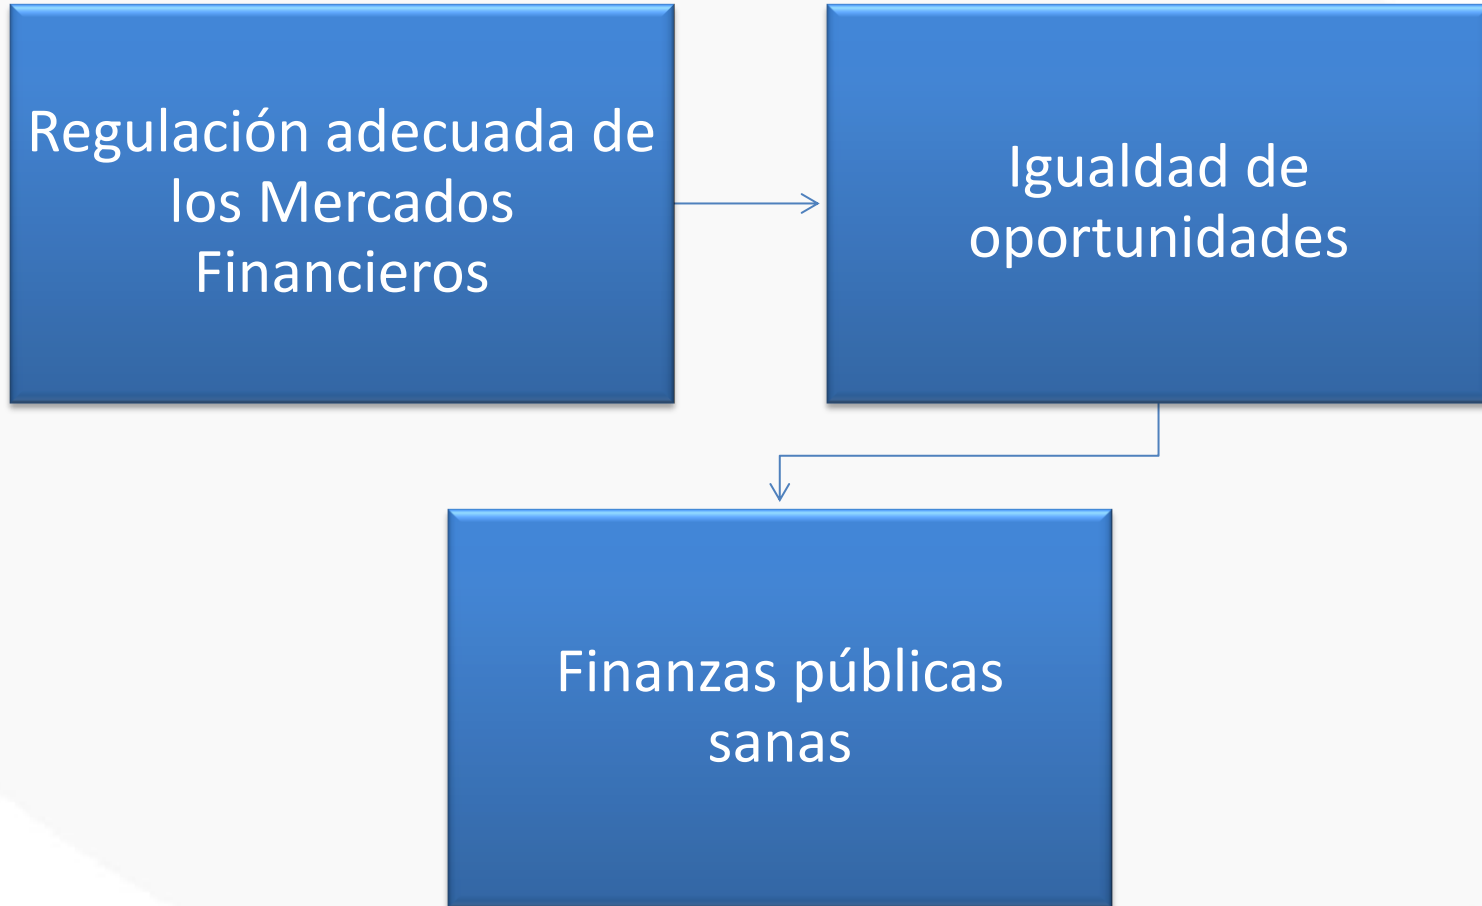 Regulación adecuada de
los Mercados
Financieros
Igualdad de
oportunidades
Finanzas públicas
sanas